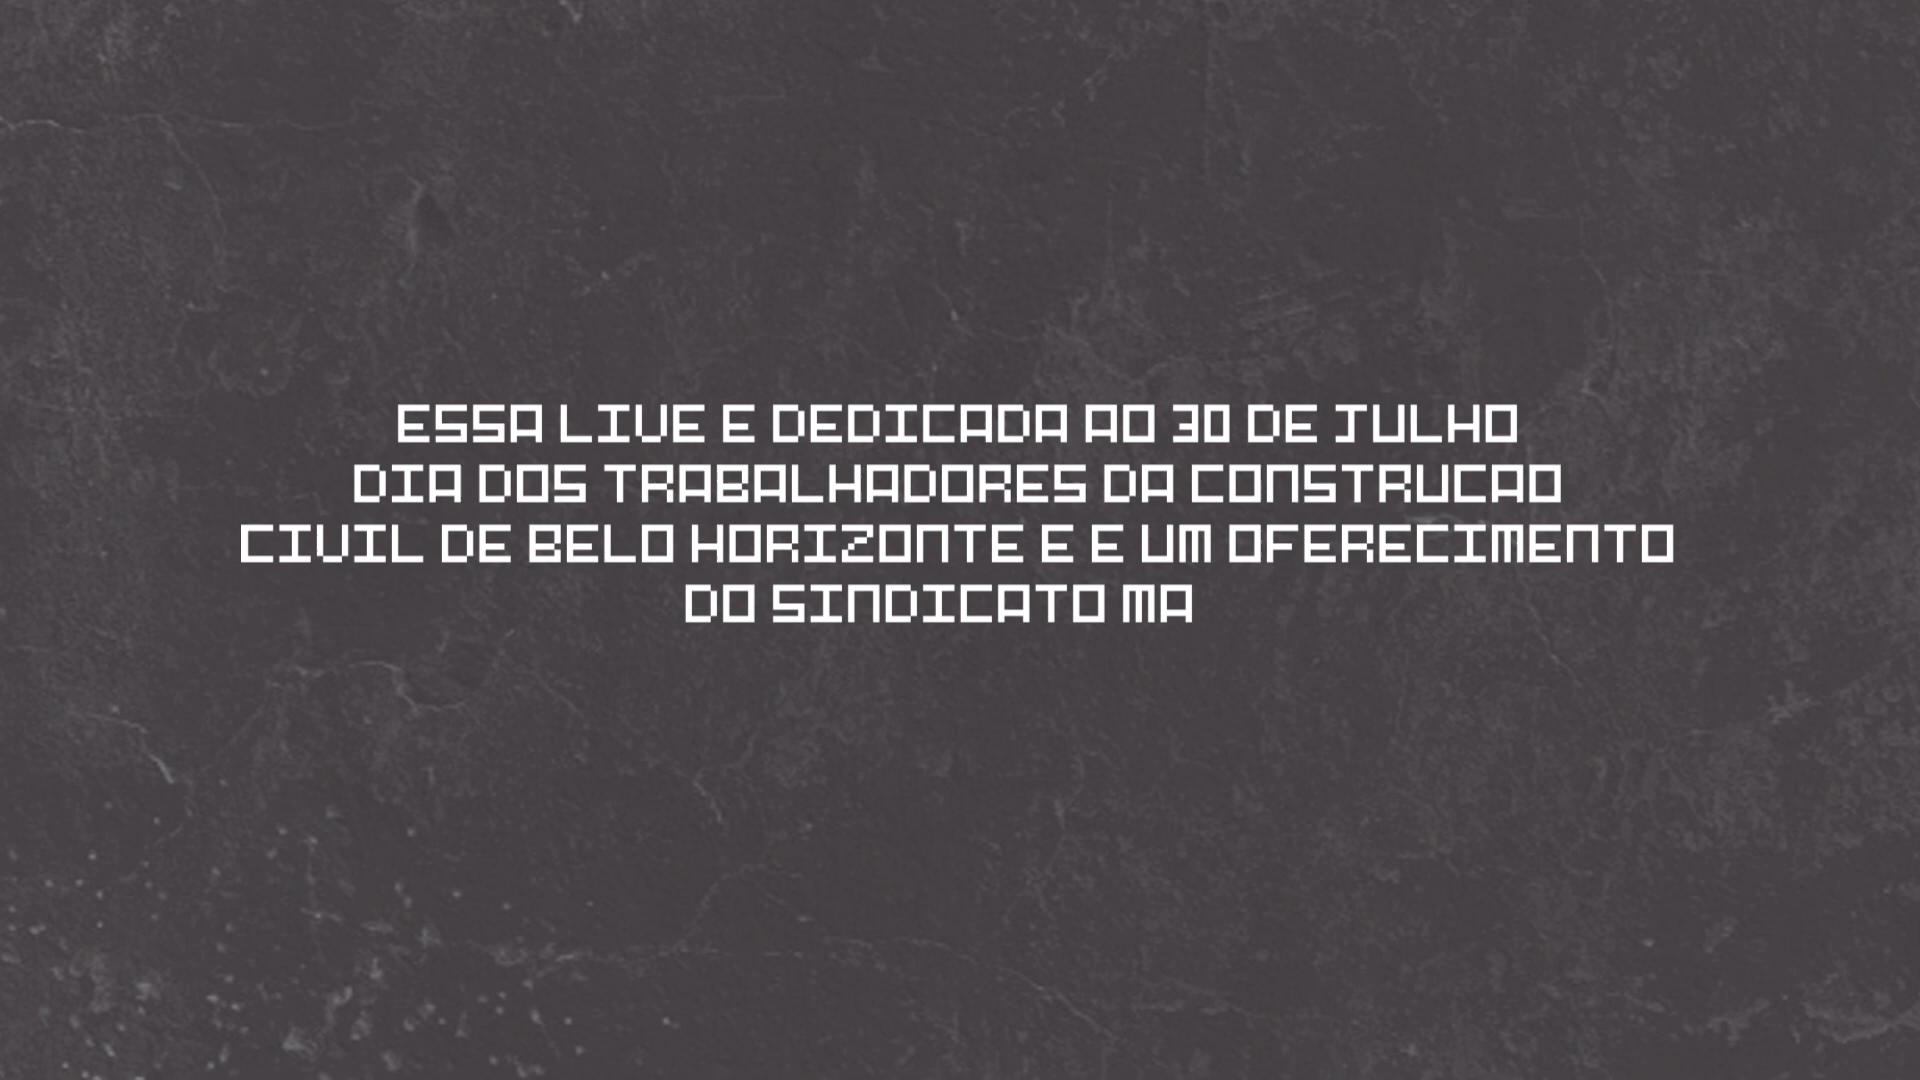 ESSA LIVE E DEDICADA AO 30 DE JULHO
DIA DOS TRABALHADORES DA CONSTRUCAO
CIVIL DE BELO HORIZONTE E E UM OFERECIMENTO
DO SINDICATO MA